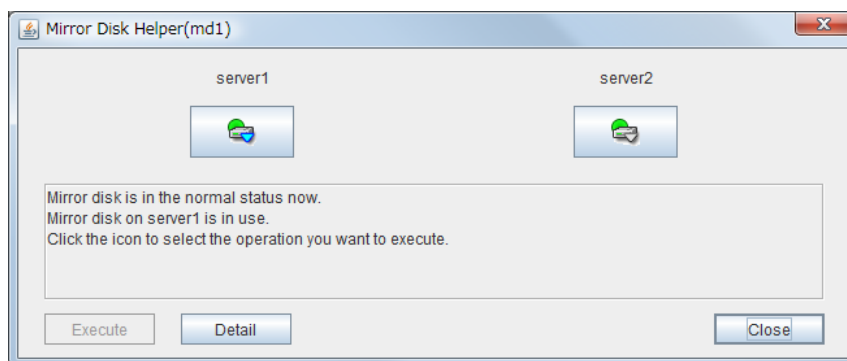 Mirror Disk Helper(md1)
server1
server2
Mirror disk is in the normal status now.
Mirror disk on server1 is in use.
Click the icon to select the operation you want to execute.
Execute
Detail
Close